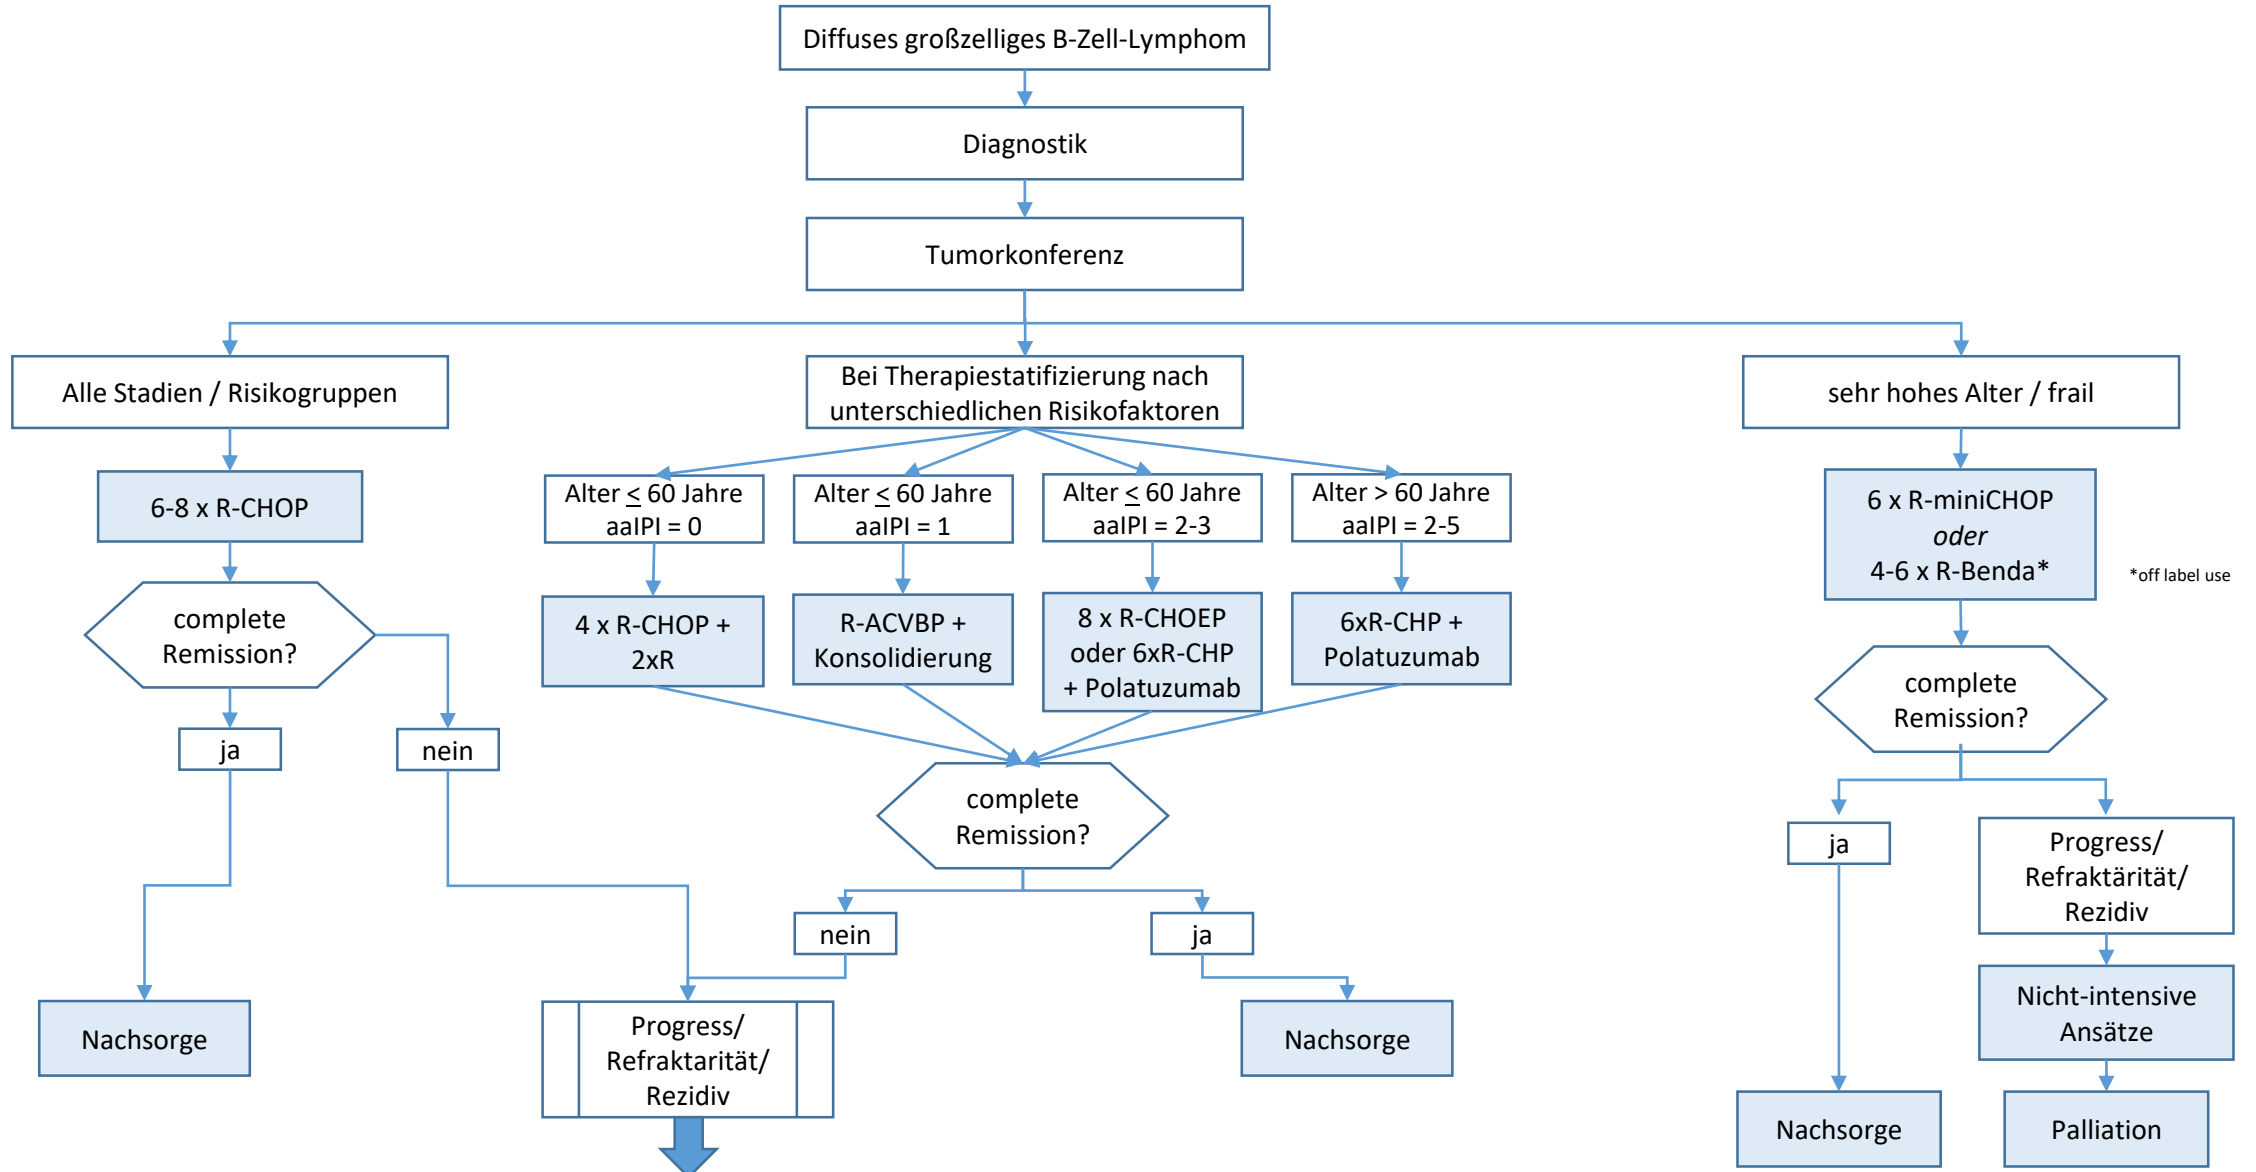 Diffuses großzelliges B-Zell-Lymphom
Diagnostik
Tumorkonferenz
Alle Stadien / Risikogruppen
Bei Therapiestatifizierung nach
unterschiedlichen Risikofaktoren
sehr hohes Alter / frail
6-8 x R-CHOP
Alter ≤ 60 Jahre
aaIPI = 0
Alter ≤ 60 Jahre
aaIPI = 1
Alter ≤ 60 Jahre
aaIPI = 2-3
Alter > 60 Jahre
aaIPI = 2-5
6 x R-miniCHOP
oder
4-6 x R-Benda*
*off label use
complete
Remission?
4 x R-CHOP +
2xR
R-ACVBP +
Konsolidierung
8 x R-CHOEP
oder 6xR-CHP
+ Polatuzumab
6xR-CHP +
Polatuzumab
complete
Remission?
ja
nein
complete
Remission?
ja
Progress/
Refraktärität/
Rezidiv
nein
ja
Nicht-intensive
Ansätze
Nachsorge
Progress/
Refraktarität/
Rezidiv
Nachsorge
Nachsorge
Palliation